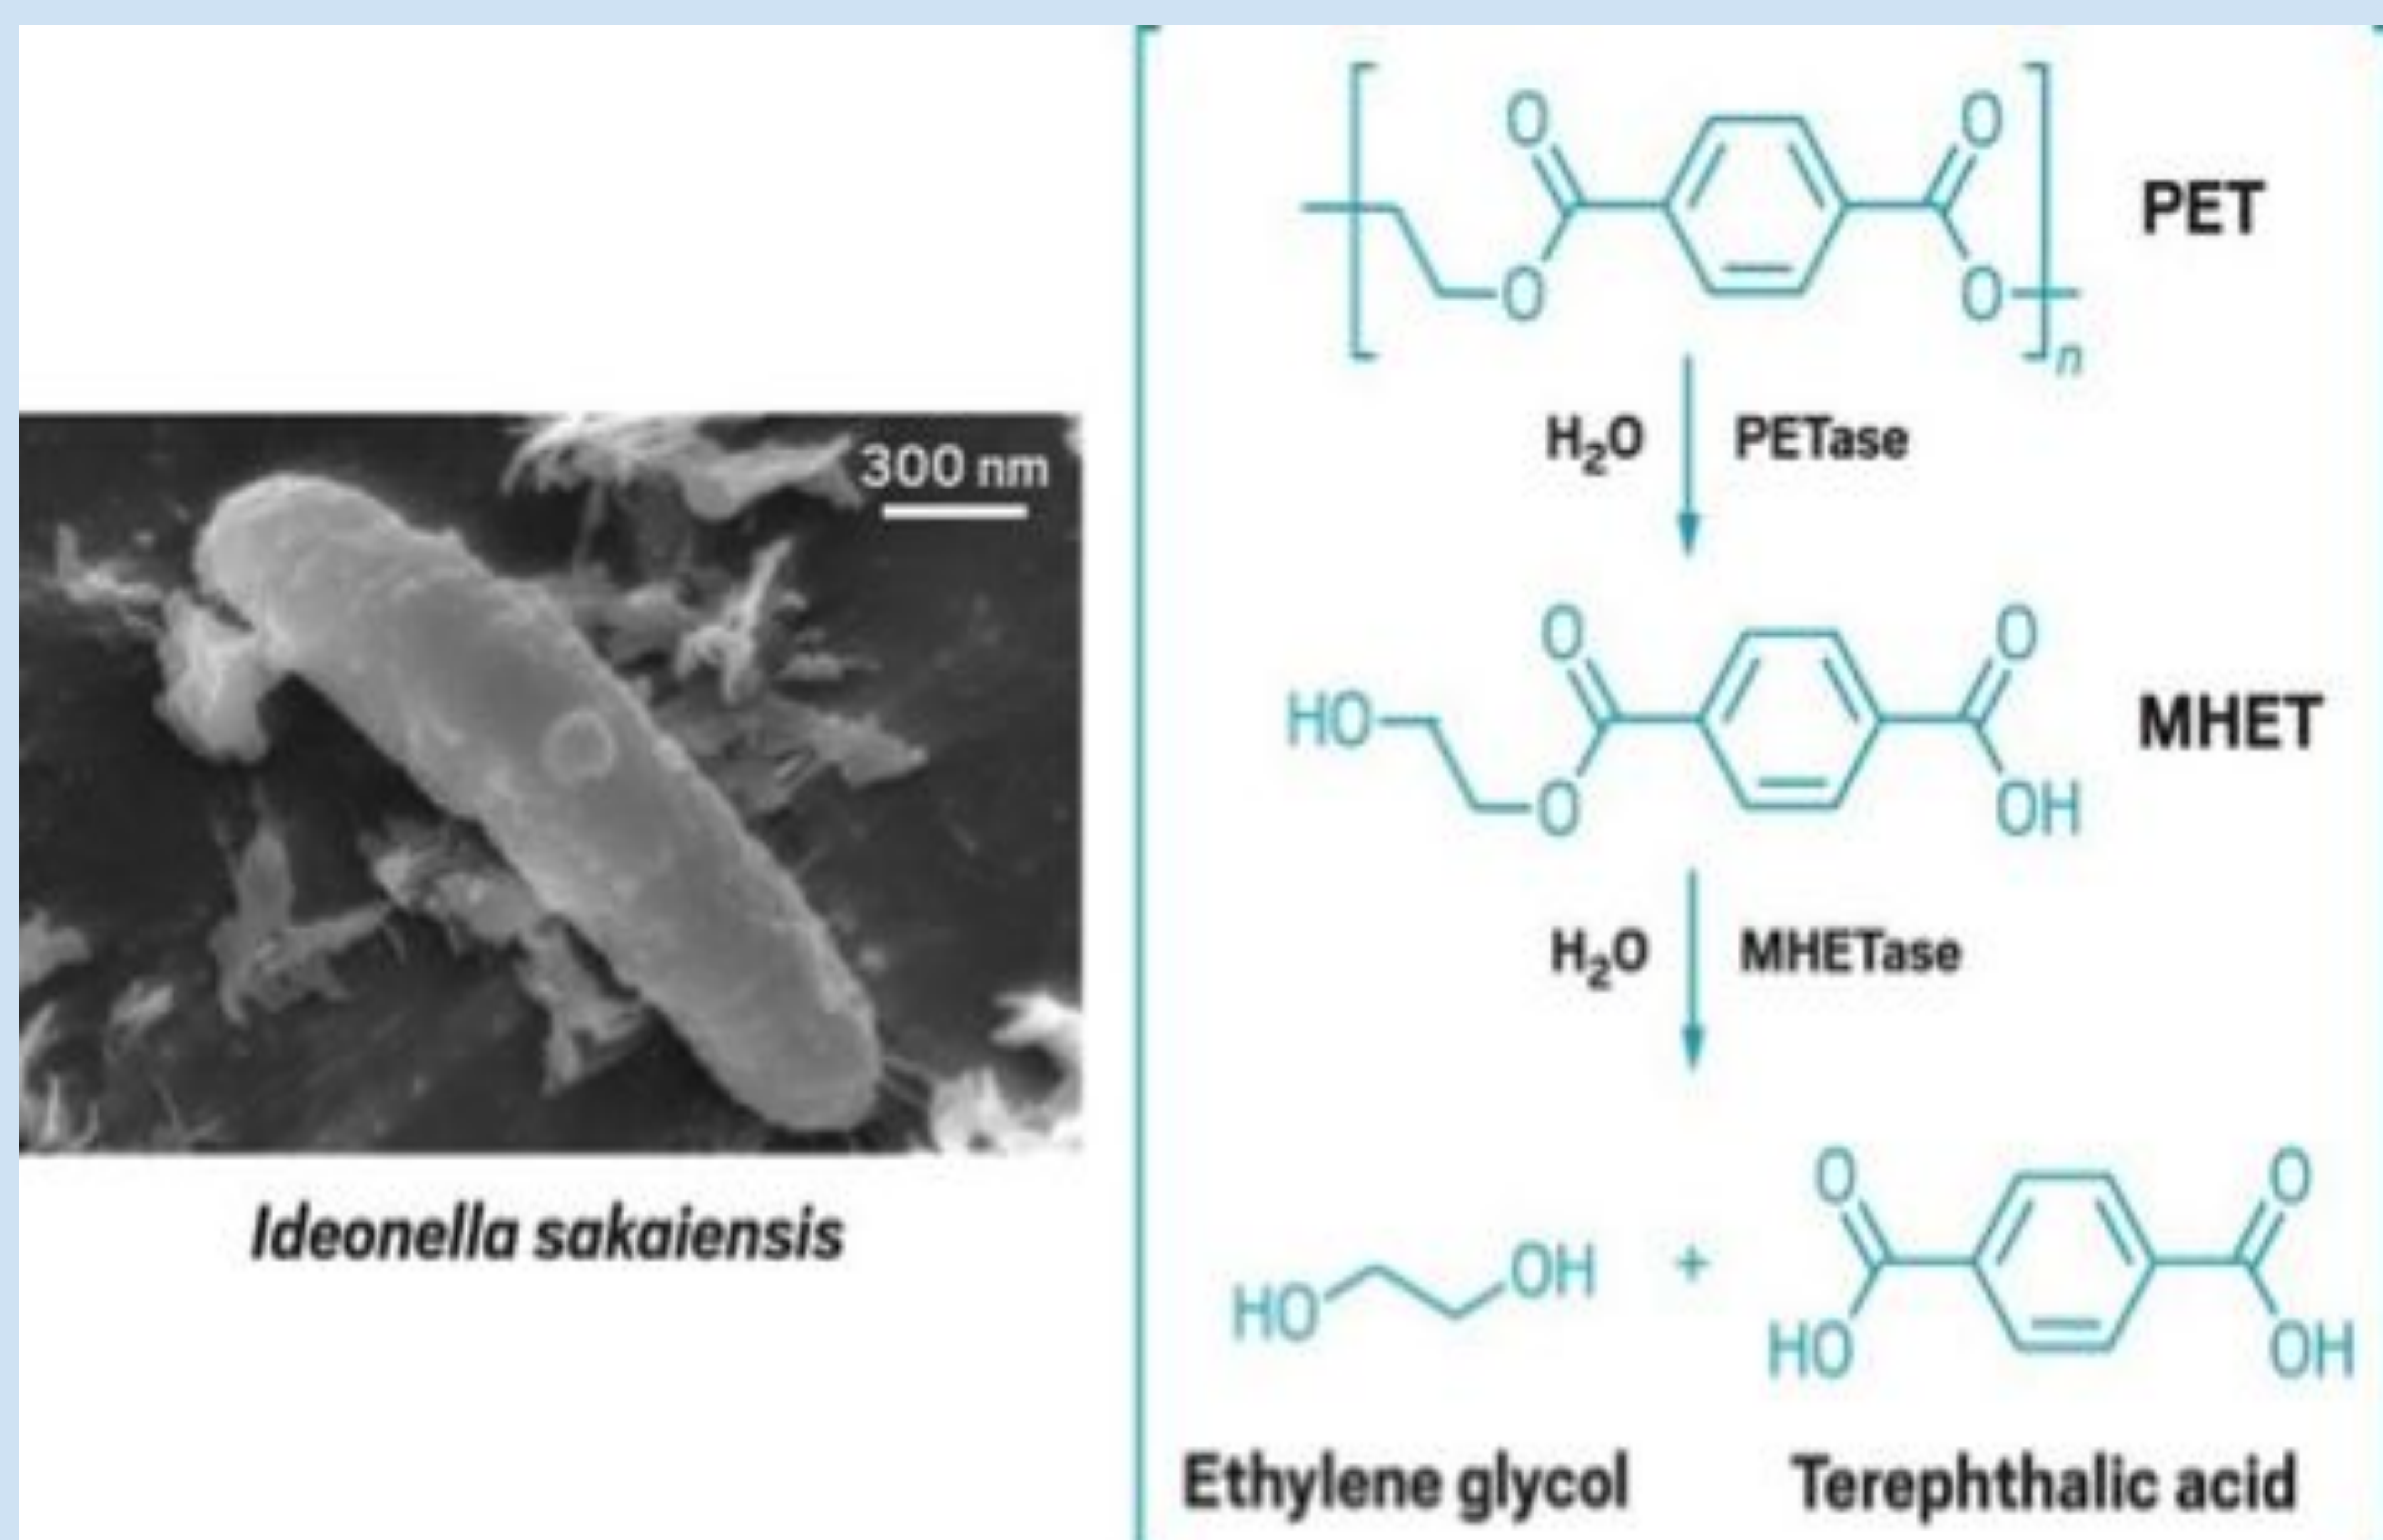 300 nm
Ideonella sakaiensis
O O
O O
n
PET
H₂O PETase
O O
HO
O OH
MHET
H₂O MHETase
O O
HO OH + HO OH
Ethylene glycol Terephthalic acid